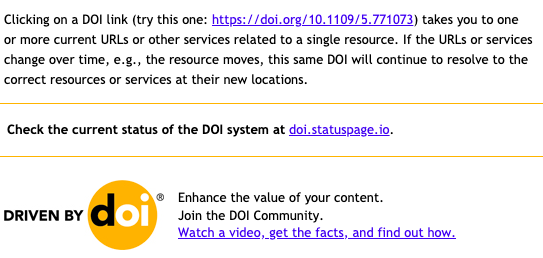 Clicking on a DOI link (try this one: https://doi.org/10.1109/5.771073) takes you to one
or more current URLs or other services related to a single resource. If the URLs or services
change over time, e.g., the resource moves, this same DOI will continue to resolve to the
correct resources or services at their new locations.
Check the current status of the DOI system at doi.statuspage.io.
DRIVEN BY doi®
Enhance the value of your content.
Join the DOI Community.
Watch a video, get the facts, and find out how.